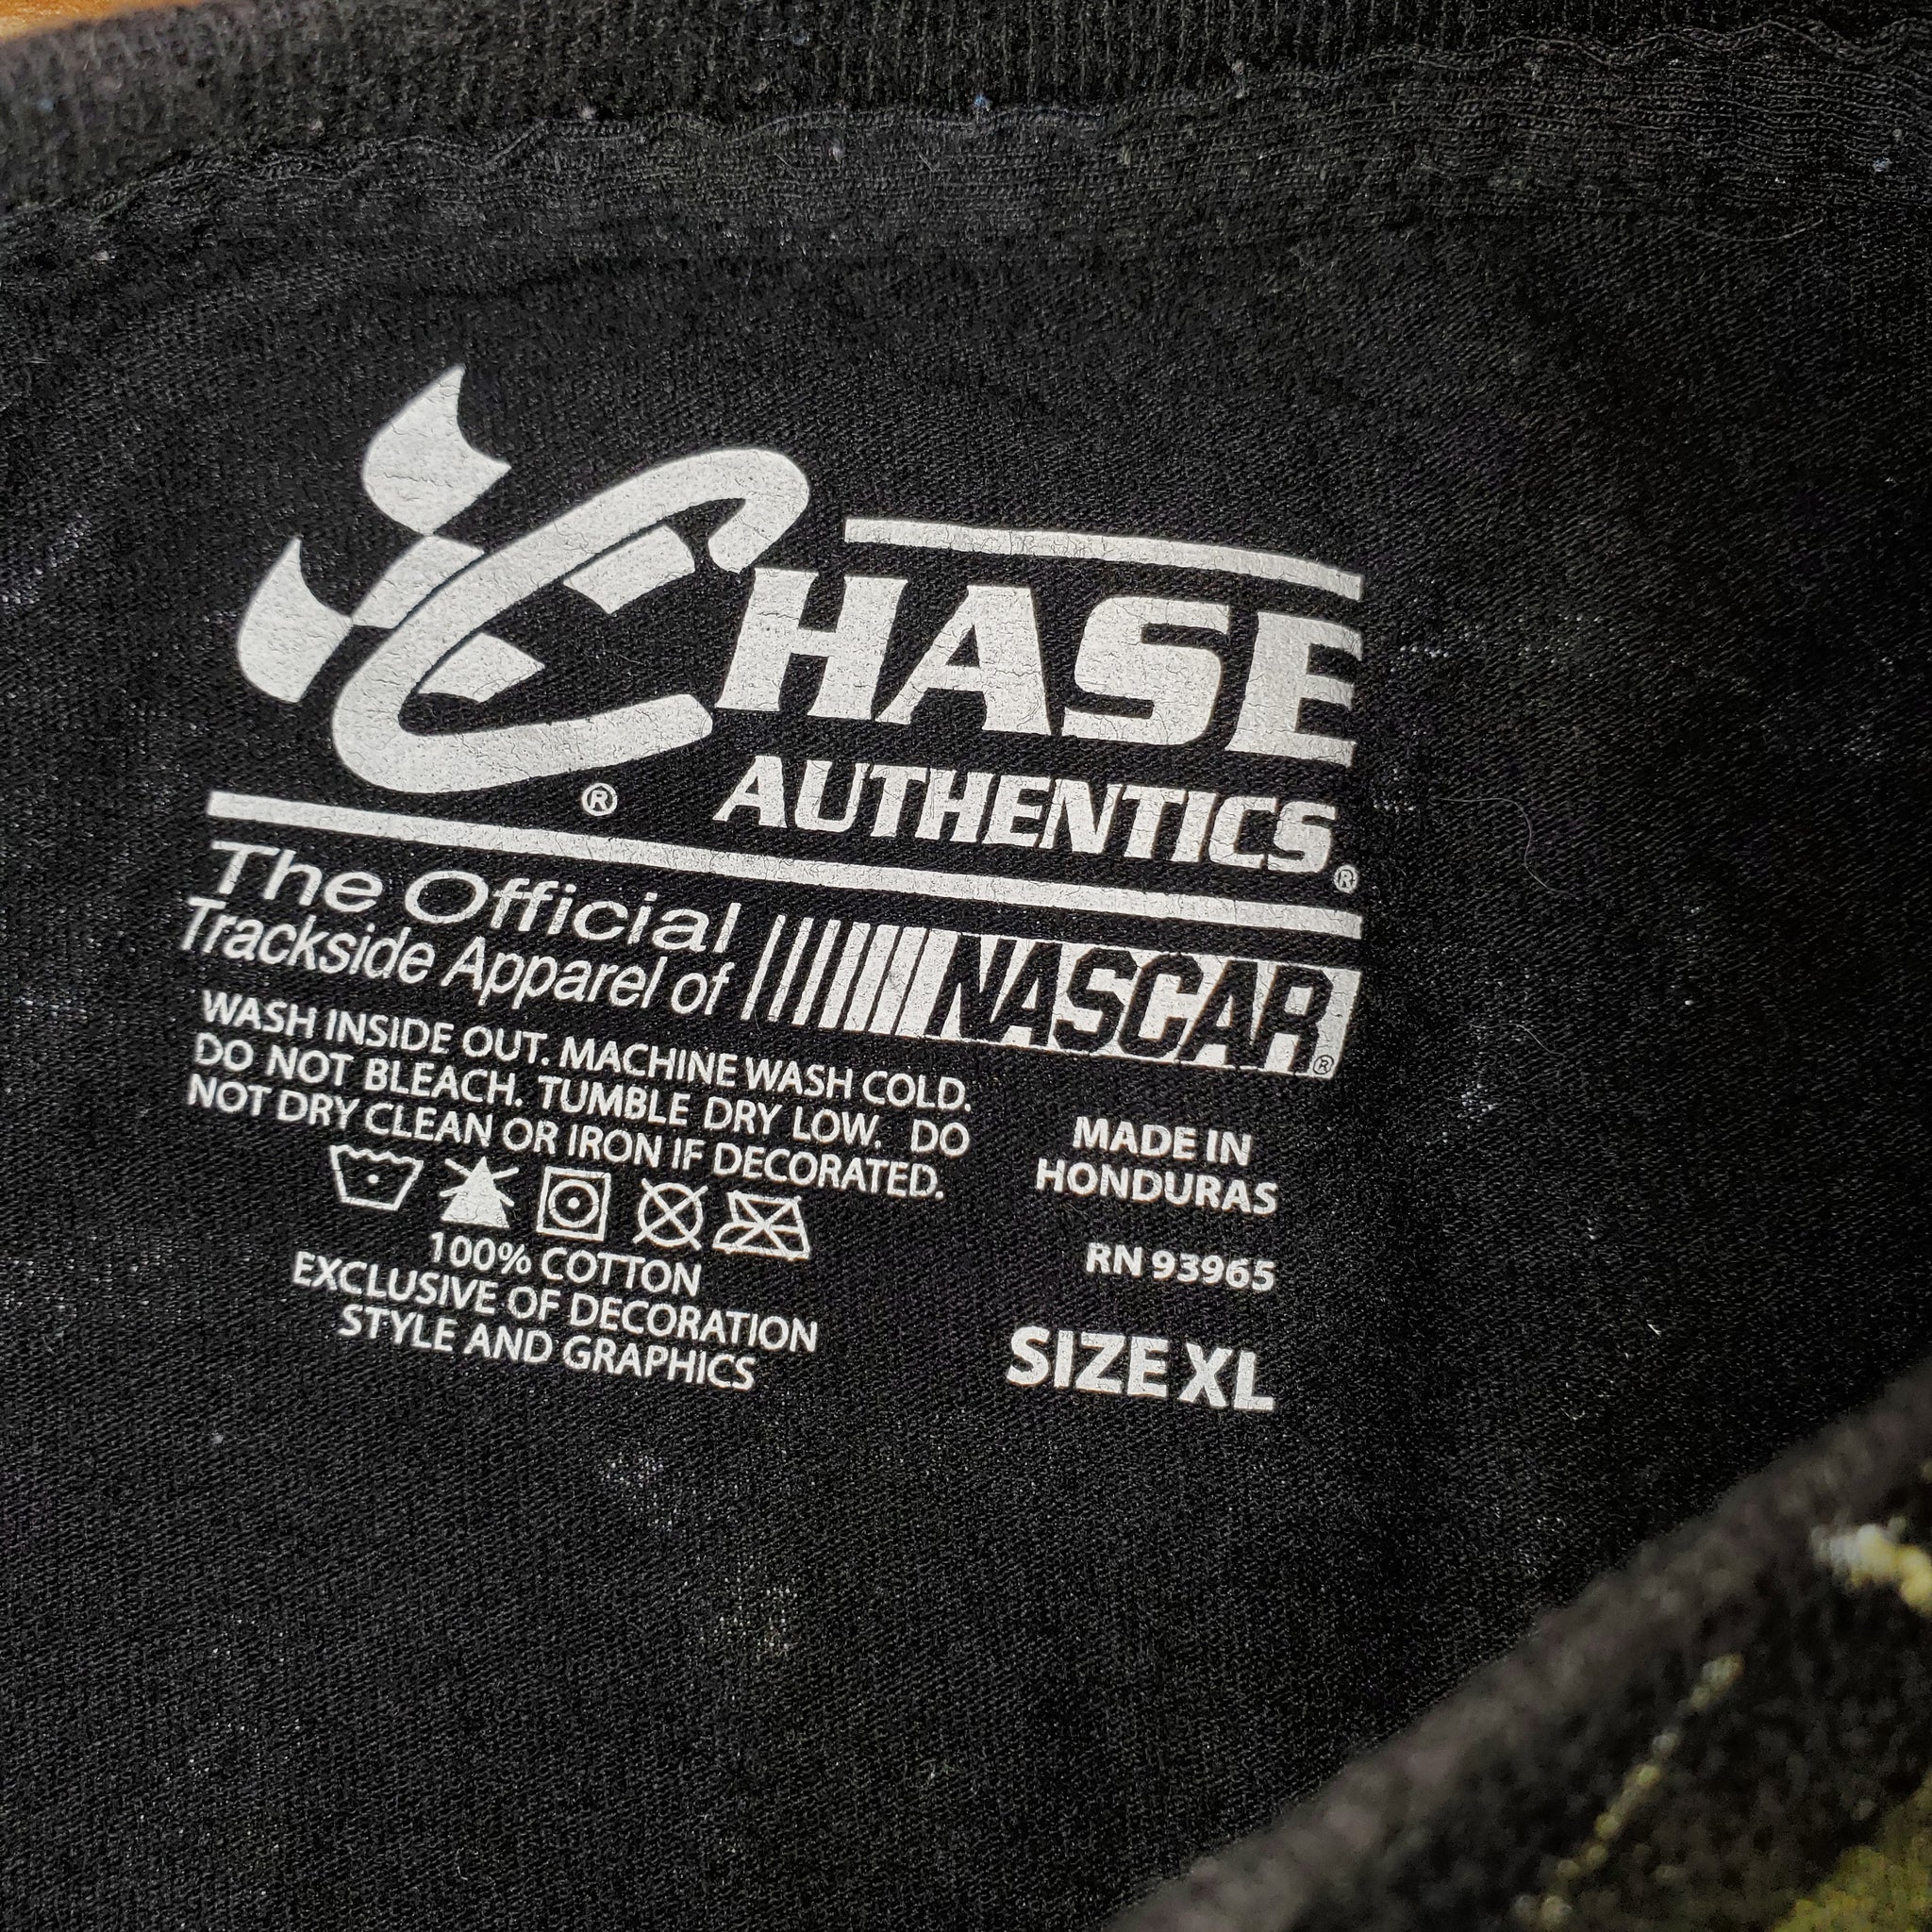 CHASE
AUTHENTICS®
®
The Official
Trackside Apparel of NASCAR®
WASH INSIDE OUT. MACHINE WASH COLD.
DO NOT BLEACH. TUMBLE DRY LOW. DO
NOT DRY CLEAN OR IRON IF DECORATED.
100% COTTON
EXCLUSIVE OF DECORATION
STYLE AND GRAPHICS
MADE IN
HONDURAS
RN 93965
SIZE XL